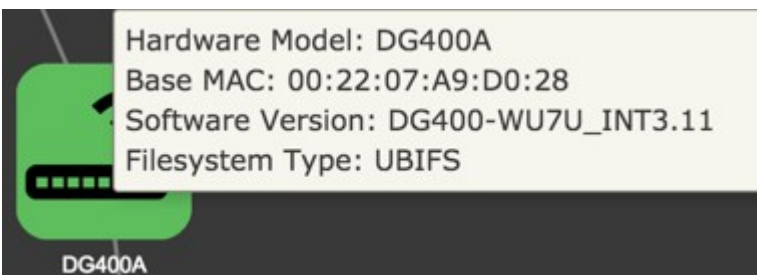 Hardware Model: DG400A
Base MAC: 00:22:07:A9:D0:28
Software Version: DG400-WU7U_INT3.11
Filesystem Type: UBIFS
DG400A